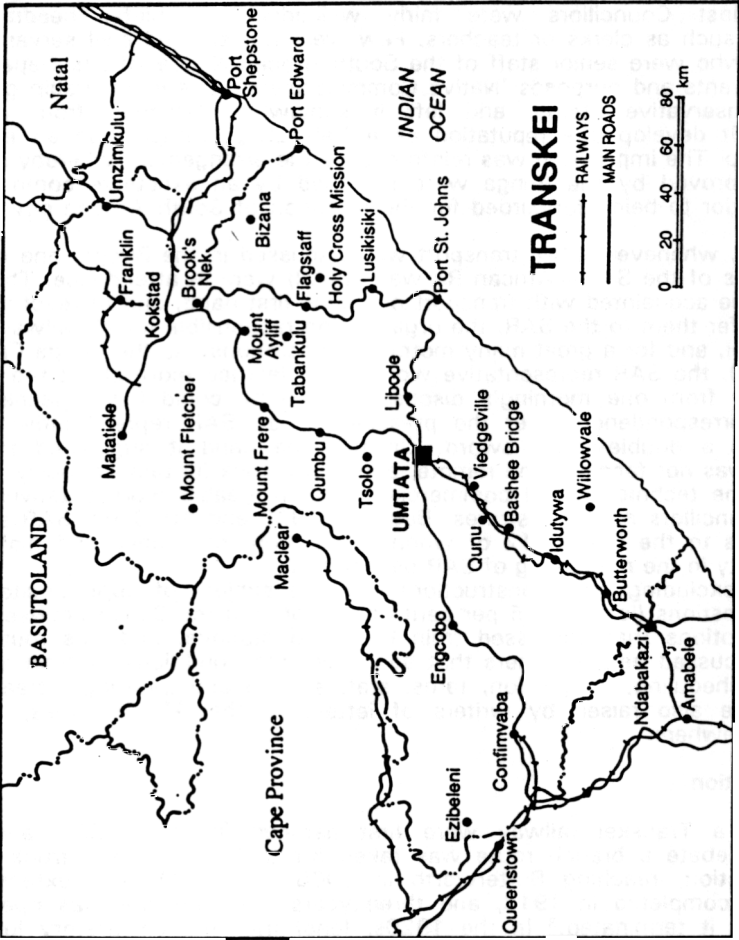 BASUTOLAND
Natal
Umzimkulu
Franklin
Matatiele
Kokstad
Brook's
Nek
Port
Shepstone
Mount Fletcher
Port Edward
Bizana
Mount
Ayliff
Tabankulu
Flagstaff
Holy Cross Mission
Mount Frere
Cape Province
Maclear
Qumbu
Lusikisiki
Tsolo
INDIAN
OCEAN
Libode
UMTATA
Port St. Johns
Engcobo
Viedgeville
Qunu
Bashee Bridge
Ezibeleni
Queenstown
Confimvaba
Idutywa
Willowvale
Butterworth
Ndabakazi
Amabele
TRANSKEI
RAILWAYS
MAIN ROADS
0 20 40 60 80
km